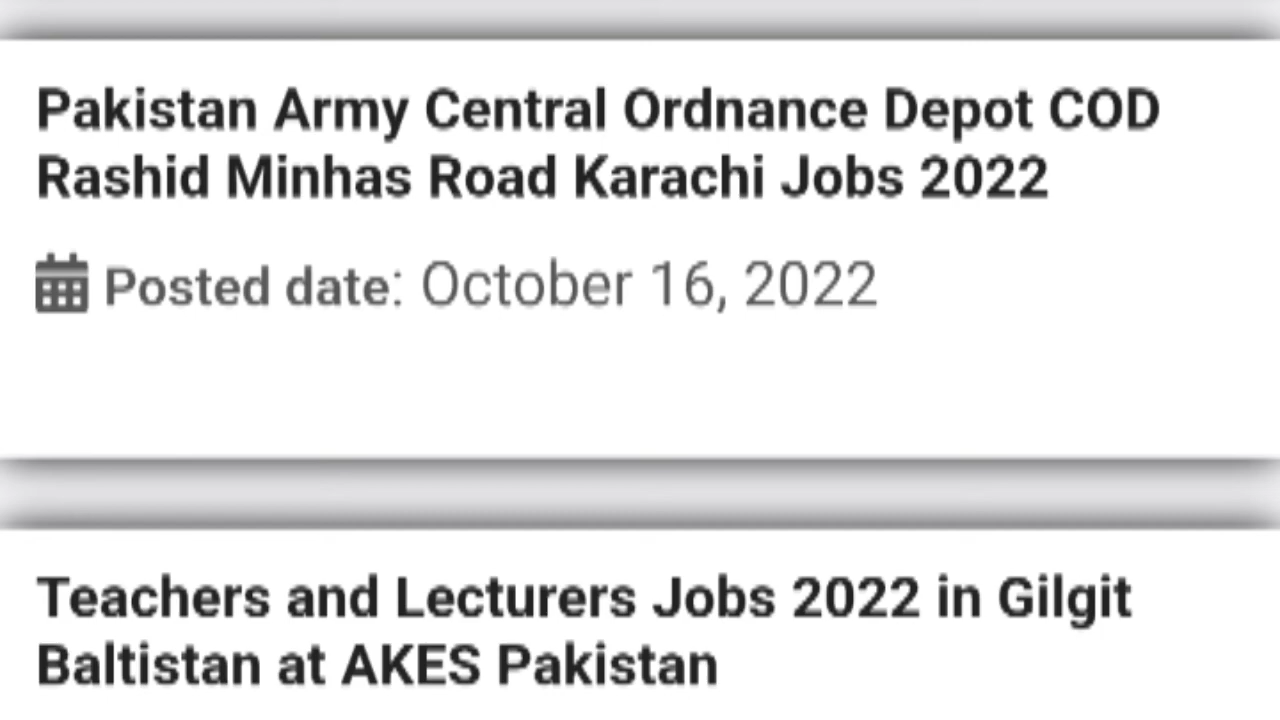 Pakistan Army Central Ordnance Depot COD
Rashid Minhas Road Karachi Jobs 2022
Posted date: October 16, 2022
Teachers and Lecturers Jobs 2022 in Gilgit
Baltistan at AKES Pakistan